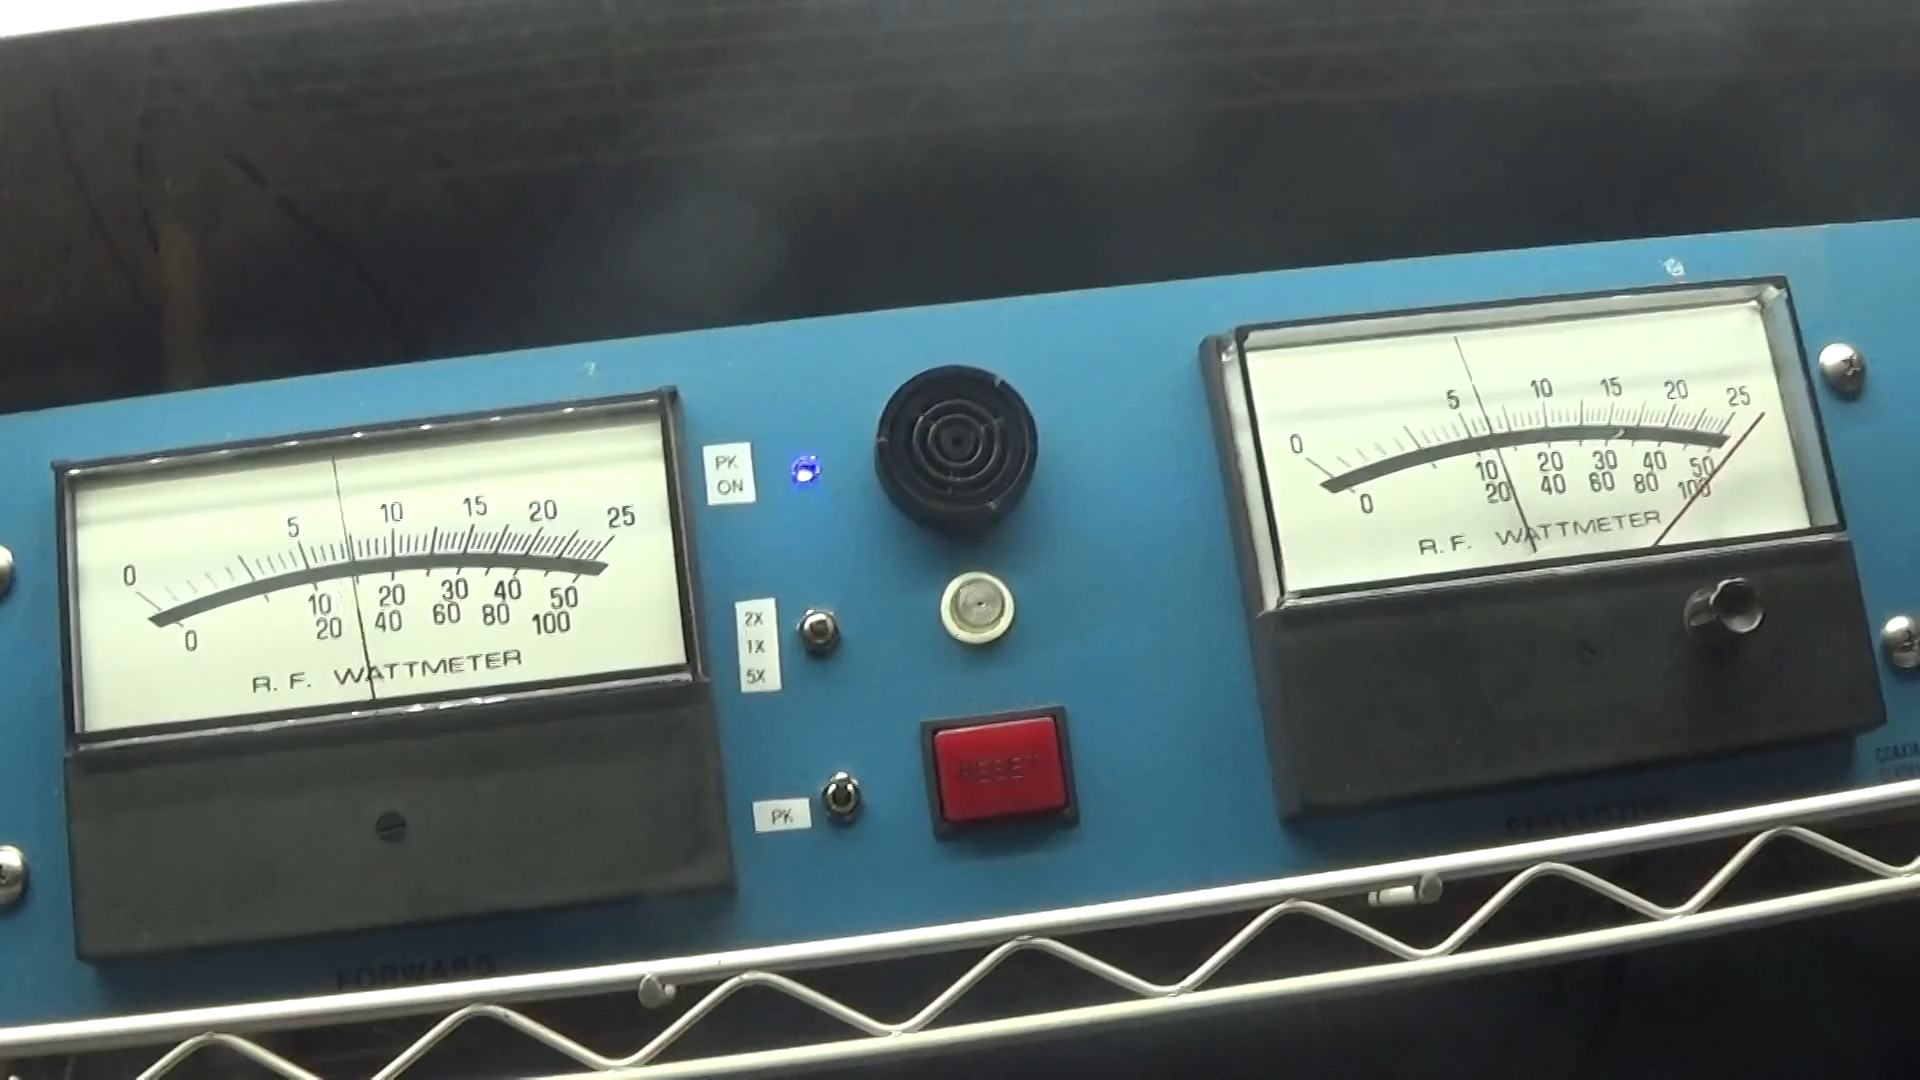 0 5 10 15 20 25
0 10 20 30 40 50
20 40 60 80 100
R. F. WATTMETER
FORWARD
PK
ON
2X
1X
5X
PK
RESET
0 5 10 15 20 25
0 10 20 30 40 50
20 40 60 80 100
R. F. WATTMETER